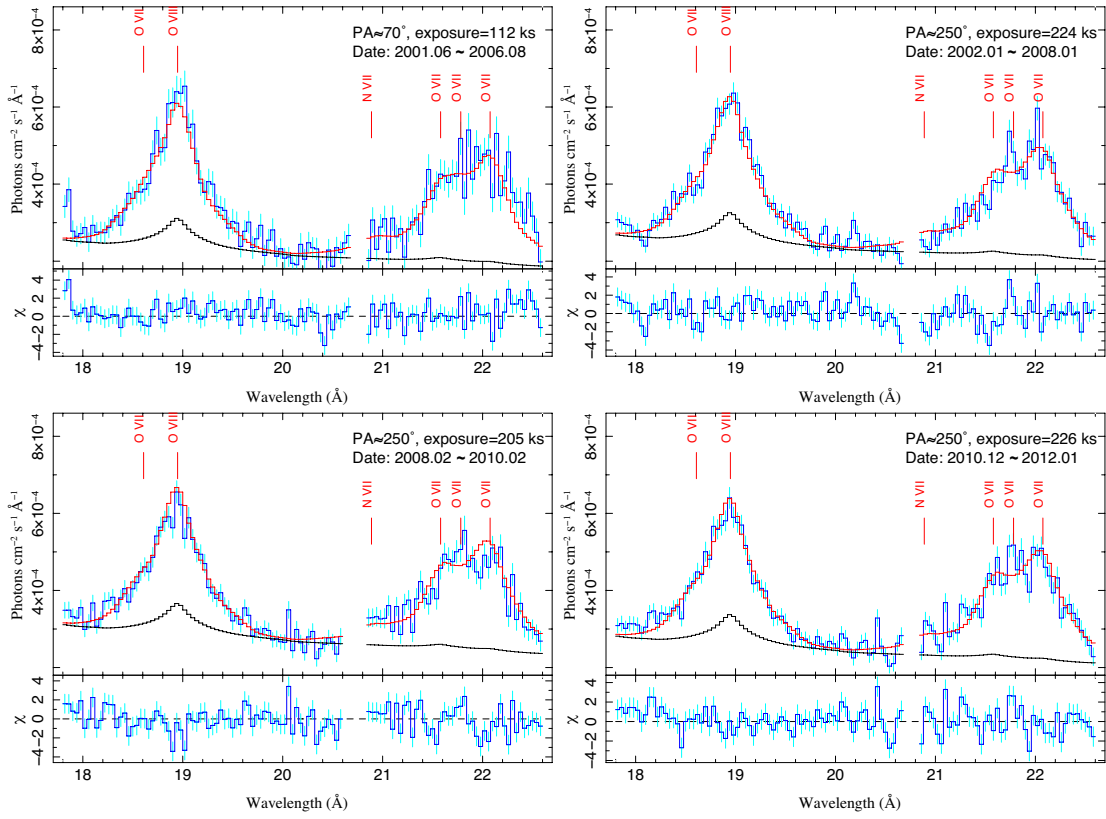 O VII O VII
PA≈70°, exposure=112 ks
Date: 2001.06 ~ 2006.08
N VII O VII O VII O VII
Photons cm⁻² s⁻¹ Å⁻¹
4×10⁻⁴ 6×10⁻⁴ 8×10⁻⁴
χ
−4 −2 0 2 4
18 19 20 21 22
Wavelength (Å)
O VII O VII
PA≈250°, exposure=224 ks
Date: 2002.01 ~ 2008.01
N VII O VII O VII O VII
Photons cm⁻² s⁻¹ Å⁻¹
4×10⁻⁴ 6×10⁻⁴ 8×10⁻⁴
χ
−4 −2 0 2 4
18 19 20 21 22
Wavelength (Å)
O VII O VII
PA≈250°, exposure=205 ks
Date: 2008.02 ~ 2010.02
N VII O VII O VII O VII
Photons cm⁻² s⁻¹ Å⁻¹
4×10⁻⁴ 6×10⁻⁴ 8×10⁻⁴
χ
−4 −2 0 2 4
18 19 20 21 22
Wavelength (Å)
O VII O VII
PA≈250°, exposure=226 ks
Date: 2010.12 ~ 2012.01
N VII O VII O VII O VII
Photons cm⁻² s⁻¹ Å⁻¹
4×10⁻⁴ 6×10⁻⁴ 8×10⁻⁴
χ
−4 −2 0 2 4
18 19 20 21 22
Wavelength (Å)